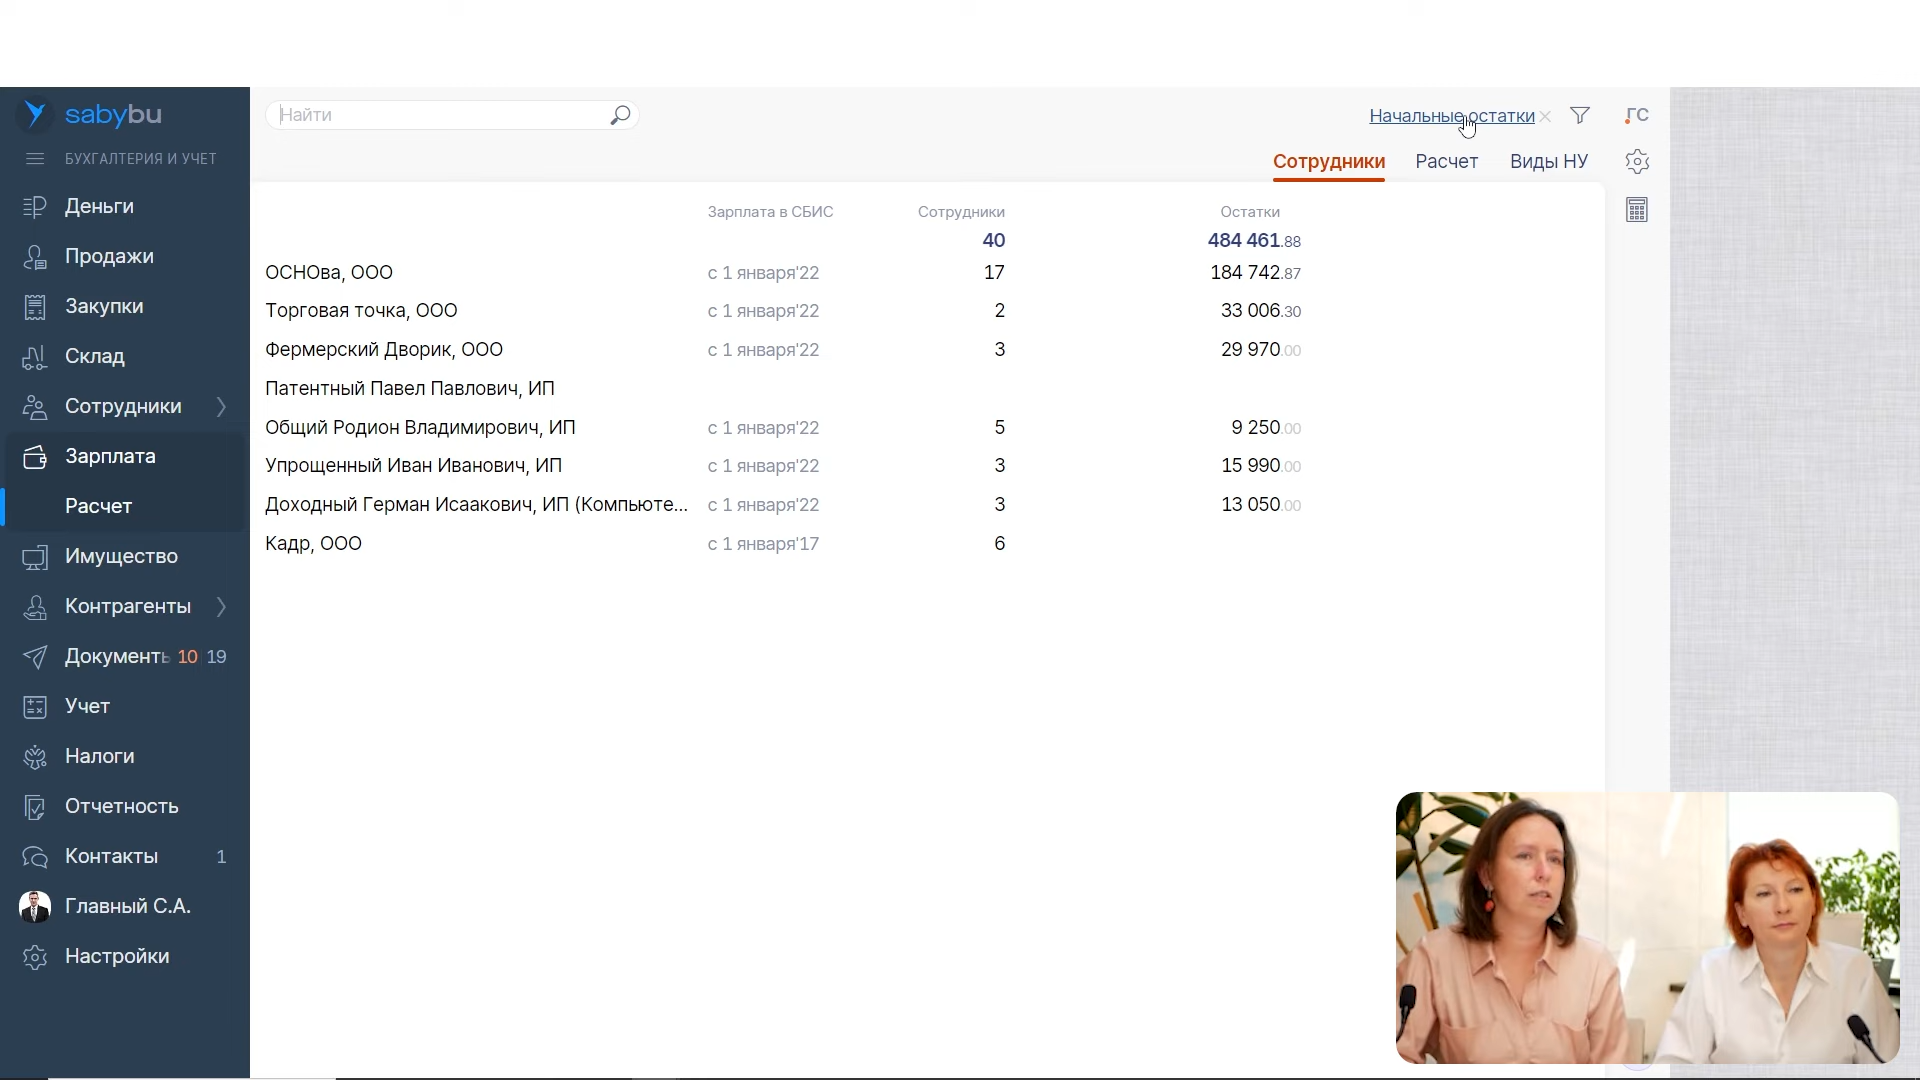 sabybu
БУХГАЛТЕРИЯ И УЧЕТ
Деньги
Продажи
Закупки
Склад
Сотрудники
Зарплата
Расчет
Имущество
Контрагенты
Документь 10 19
Учет
Налоги
Отчетность
Контакты 1
Главный С.А.
Настройки
Найти
Начальные остатки
ГС
Сотрудники Расчет Виды НУ
Зарплата в СБИС Сотрудники Остатки
40 484 461.88
ОСНОва, ООО с 1 января'22 17 184 742.87
Торговая точка, ООО с 1 января'22 2 33 006.30
Фермерский Дворик, ООО с 1 января'22 3 29 970.00
Патентный Павел Павлович, ИП
Общий Родион Владимирович, ИП с 1 января'22 5 9 250.00
Упрощенный Иван Иванович, ИП с 1 января'22 3 15 990.00
Доходный Герман Исаакович, ИП (Компьюте... с 1 января'22 3 13 050.00
Кадр, ООО с 1 января'17 6